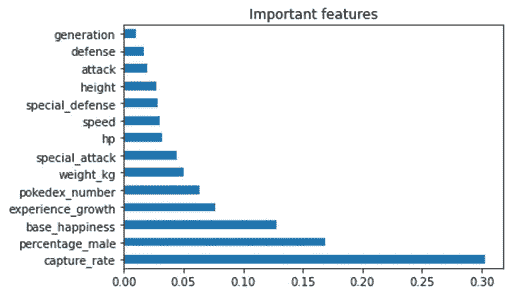 Important features
generation
defense
attack
height
special_defense
speed
hp
special_attack
weight_kg
pokedex_number
experience_growth
base_happiness
percentage_male
capture_rate
0.00 0.05 0.10 0.15 0.20 0.25 0.30